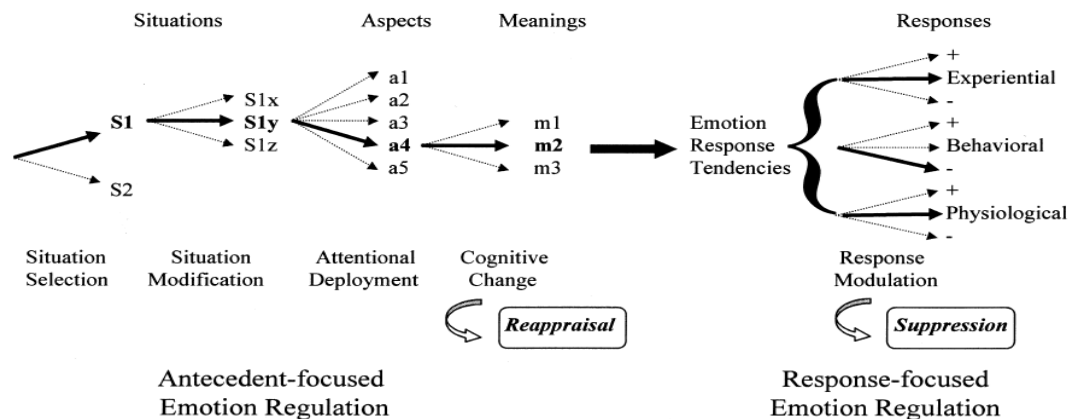 Situations Aspects Meanings Responses
+
a1 Experiential
S1x a2 -
S1 S1y a3 m1 Emotion +
S1z a4 m2 Response Behavioral
a5 m3 Tendencies -
S2 +
Physiological
-
Situation Situation Attentional Cognitive Response
Selection Modification Deployment Change Modulation
Reappraisal Suppression
Antecedent-focused Response-focused
Emotion Regulation Emotion Regulation